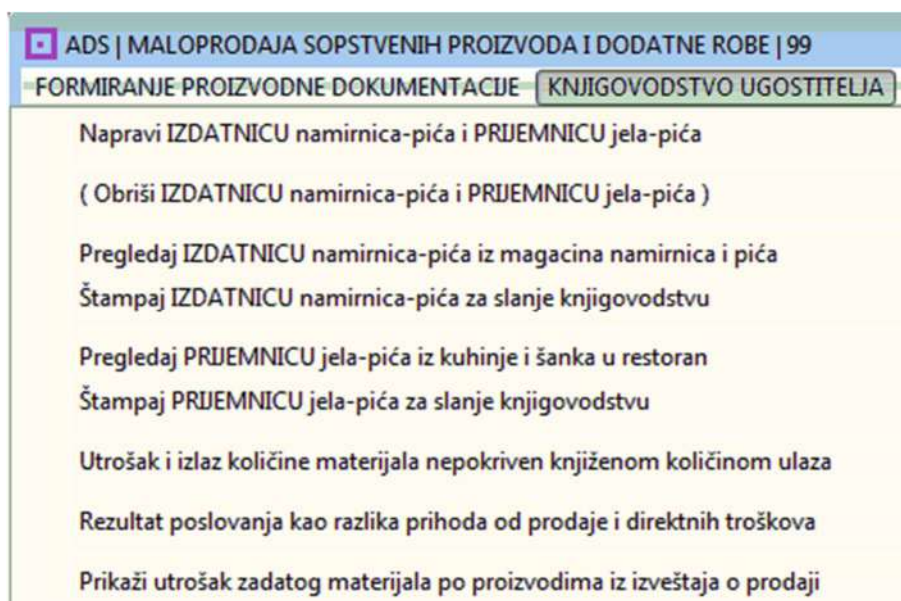 ADS | MALOPRODAJA SOPSTVENIH PROIZVODA I DODATNE ROBE | 99
FORMIRANJE PROIZVODNE DOKUMENTACIJE KNJIGOVODSTVO UGOSTITELJA
Napravi IZDATNICU namirnica-pića i PRIJEMNICU jela-pića
( Obriši IZDATNICU namirnica-pića i PRIJEMNICU jela-pića )
Pregledaj IZDATNICU namirnica-pića iz magacina namirnica i pića
Štampaj IZDATNICU namirnica-pića za slanje knjigovodstvu
Pregledaj PRIJEMNICU jela-pića iz kuhinje i šanka u restoran
Štampaj PRIJEMNICU jela-pića za slanje knjigovodstvu
Utrošak i izlaz količine materijala nepokriven knjiženom količinom ulaza
Rezultat poslovanja kao razlika prihoda od prodaje i direktnih troškova
Prikaži utrošak zadatog materijala po proizvodima iz izveštaja o prodaji